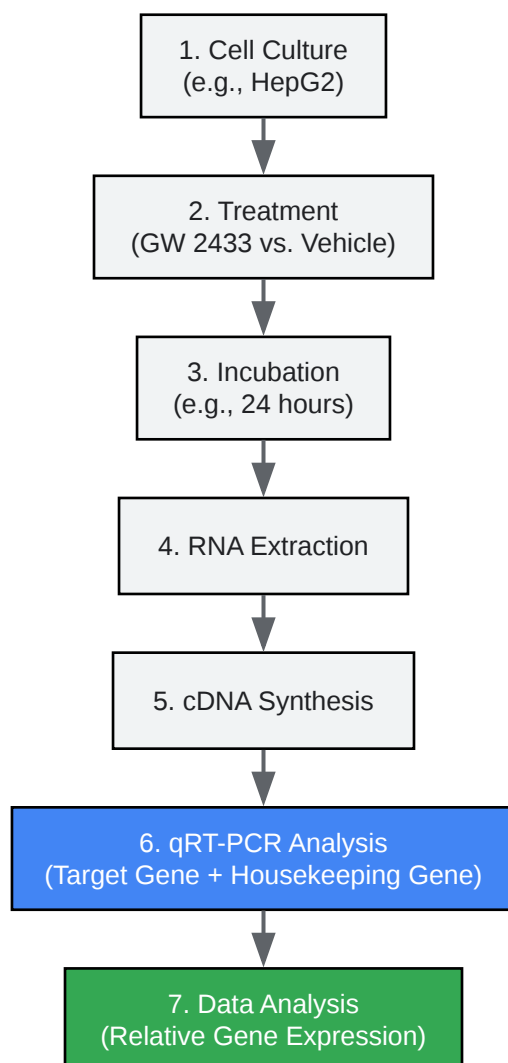 1. Cell Culture
(e.g., HepG2)
2. Treatment
(GW 2433 vs. Vehicle)
3. Incubation
(e.g., 24 hours)
4. RNA Extraction
5. cDNA Synthesis
6. qRT-PCR Analysis
(Target Gene + Housekeeping Gene)
7. Data Analysis
(Relative Gene Expression)